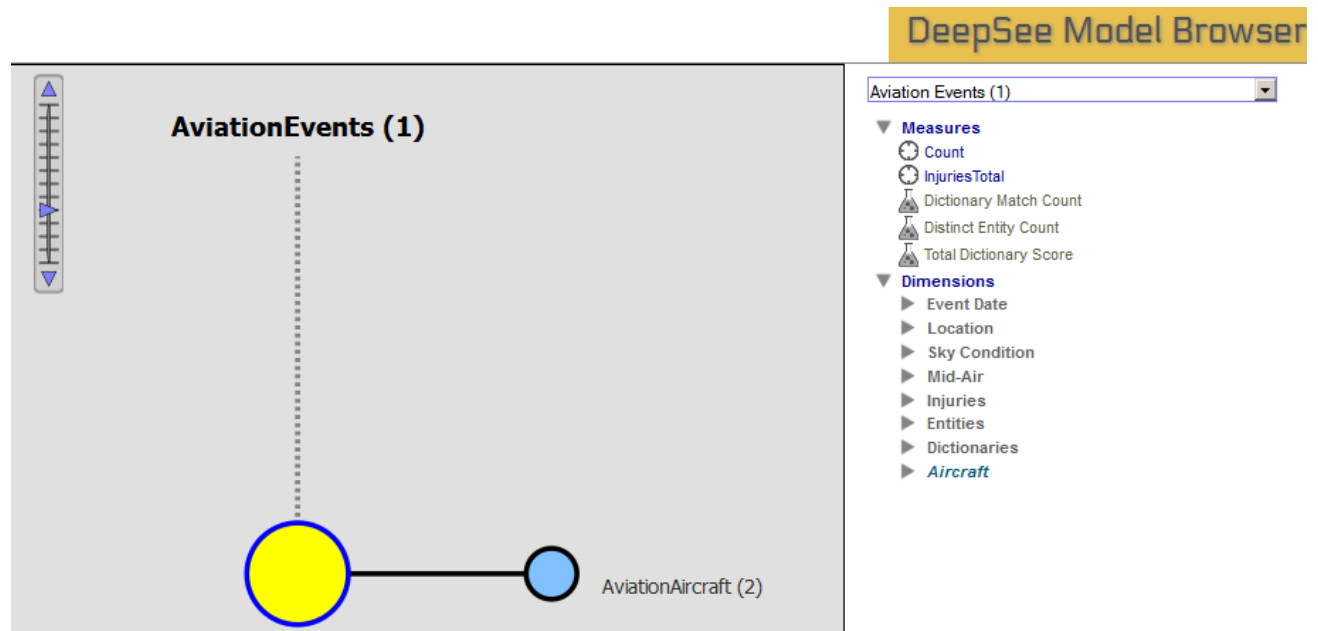 DeepSee Model Browser
AviationEvents (1)
AviationAircraft (2)
Aviation Events (1)
Measures
Count
InjuriesTotal
Dictionary Match Count
Distinct Entity Count
Total Dictionary Score
Dimensions
Event Date
Location
Sky Condition
Mid-Air
Injuries
Entities
Dictionaries
Aircraft